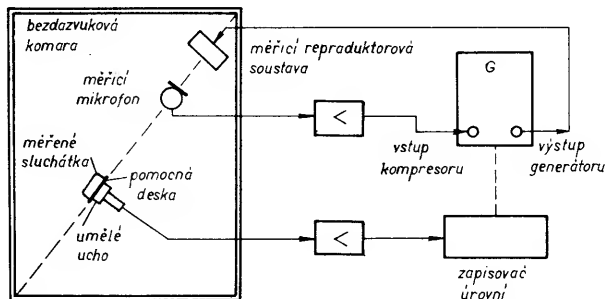 bezdazvuková
komara
měřicí
mikrofon
měřené
sluchátka
pomocná
deska
umělé
ucho
měřicí reproduktorová
soustava
<
<
G
vstup
kompresoru
výstup
generátoru
zapisovač
úrovní